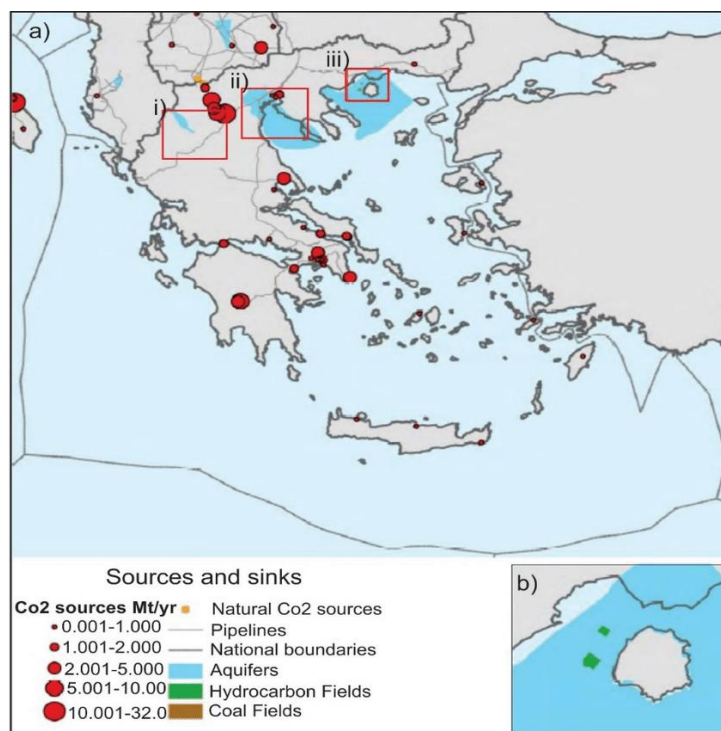 a)
iii)
ii)
i)
Sources and sinks
Co2 sources Mt/yr
0.001-1.000
1.001-2.000
2.001-5.000
5.001-10.00
10.001-32.0
Natural Co2 sources
Pipelines
National boundaries
Aquifers
Hydrocarbon Fields
Coal Fields
b)